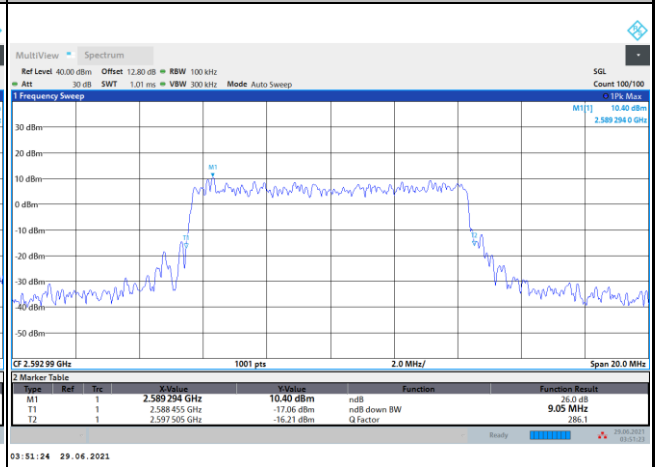 MultiView Spectrum
Ref Level 40.00 dBm Offset 12.80 dB RBW 100 kHz SGL
Att 30 dB SWT 1.01 ms VBW 300 kHz Mode Auto Sweep Count 100/100
1 Frequency Sweep 1Pk Max
M1[1] 10.40 dBm
2.589 294 0 GHz
30 dBm
20 dBm
M1
10 dBm
0 dBm
-10 dBm
T1
T2
-20 dBm
-30 dBm
-40 dBm
-50 dBm
CF 2.592 99 GHz 1001 pts 2.0 MHz/ Span 20.0 MHz
2 Marker Table
Type Ref Trc X-Value Y-Value Function Function Result
M1 1 2.589 294 GHz 10.40 dBm ndB 26.0 dB
T1 1 2.588 455 GHz -17.06 dBm ndB down BW 9.05 MHz
T2 1 2.597 505 GHz -16.21 dBm Q Factor 286.1
Ready 29.06.2021
03:51:23
03:51:24 29.06.2021